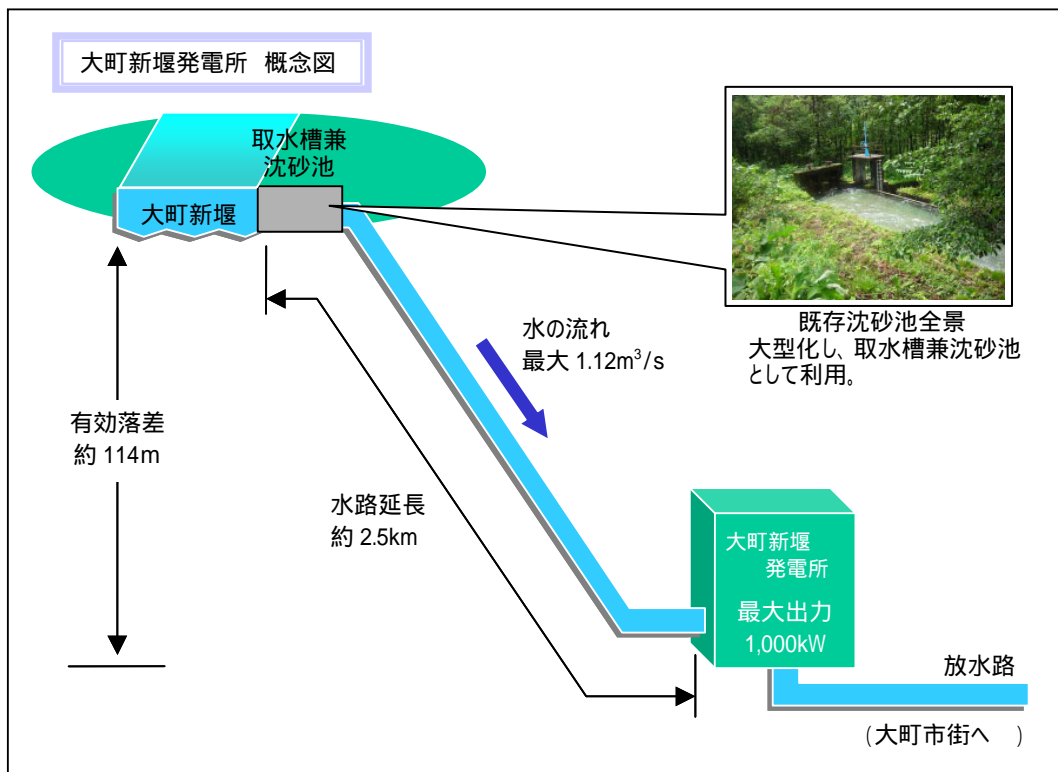 大町新堰発電所 概念図
取水槽兼
沈砂池
大町新堰
既存沈砂池全景
大型化し、取水槽兼沈砂池
として利用。
水の流れ
最大 1.12m³/s
有効落差
約 114m
水路延長
約 2.5km
大町新堰
発電所
最大出力
1,000kW
放水路
(大町市街へ )